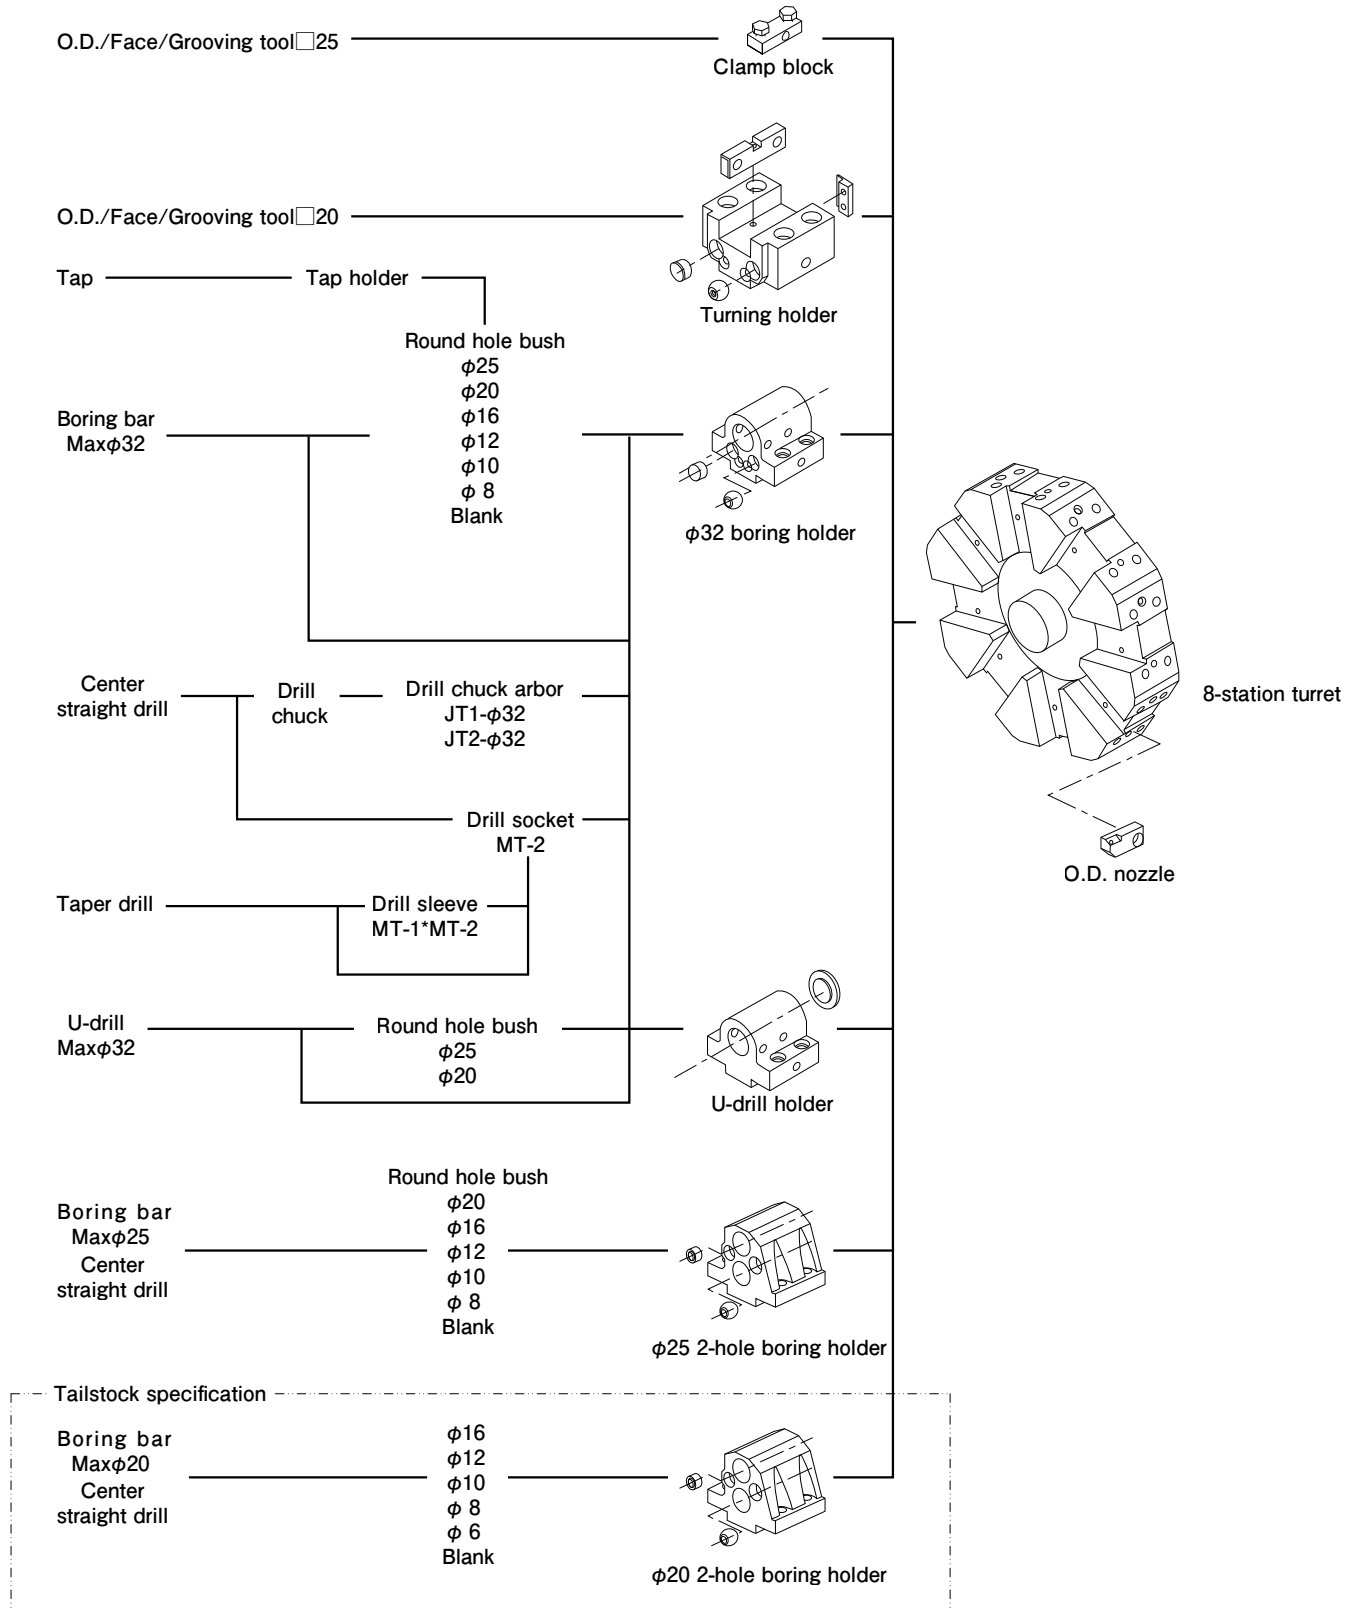 O.D./Face/Grooving tool□25
Clamp block
O.D./Face/Grooving tool□20
Turning holder
Tap
Tap holder
Round hole bush
φ25
φ20
φ16
φ12
φ10
φ 8
Blank
Boring bar
Maxφ32
φ32 boring holder
Center
straight drill
Drill
chuck
Drill chuck arbor
JT1-φ32
JT2-φ32
8-station turret
Drill socket
MT-2
O.D. nozzle
Taper drill
Drill sleeve
MT-1*MT-2
U-drill
Maxφ32
Round hole bush
φ25
φ20
U-drill holder
Boring bar
Maxφ25
Center
straight drill
Round hole bush
φ20
φ16
φ12
φ10
φ 8
Blank
φ25 2-hole boring holder
Tailstock specification
Boring bar
Maxφ20
Center
straight drill
φ16
φ12
φ10
φ 8
φ 6
Blank
φ20 2-hole boring holder